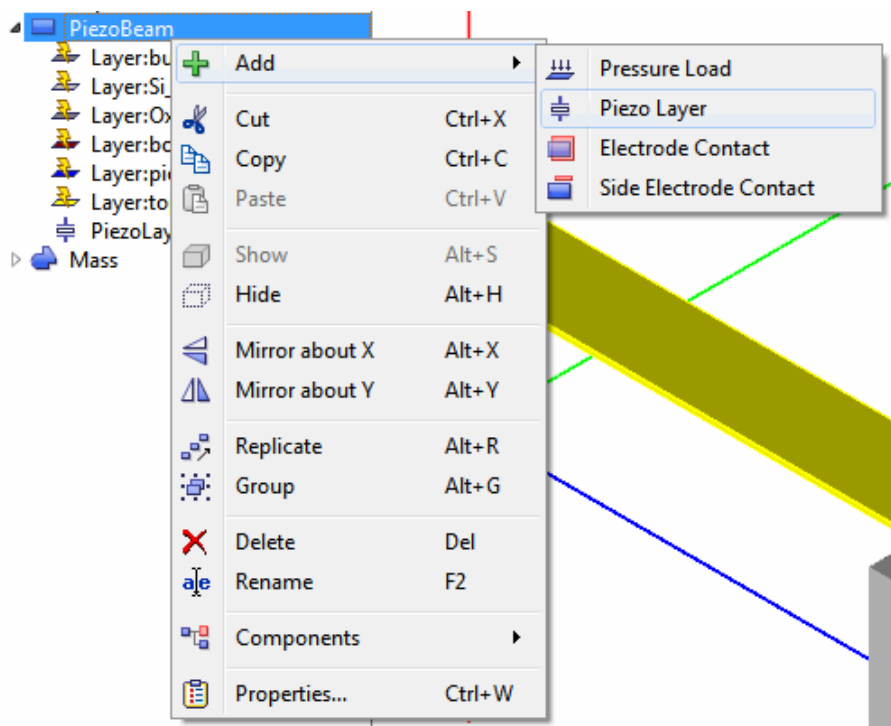 PiezoBeam
Layer:bu
Layer:Si_
Layer:Ox
Layer:bo
Layer:pie
Layer:to
PiezoLay
Mass
Add
Cut Ctrl+X
Copy Ctrl+C
Paste Ctrl+V
Show Alt+S
Hide Alt+H
Mirror about X Alt+X
Mirror about Y Alt+Y
Replicate Alt+R
Group Alt+G
Delete Del
Rename F2
Components
Properties... Ctrl+W
Pressure Load
Piezo Layer
Electrode Contact
Side Electrode Contact